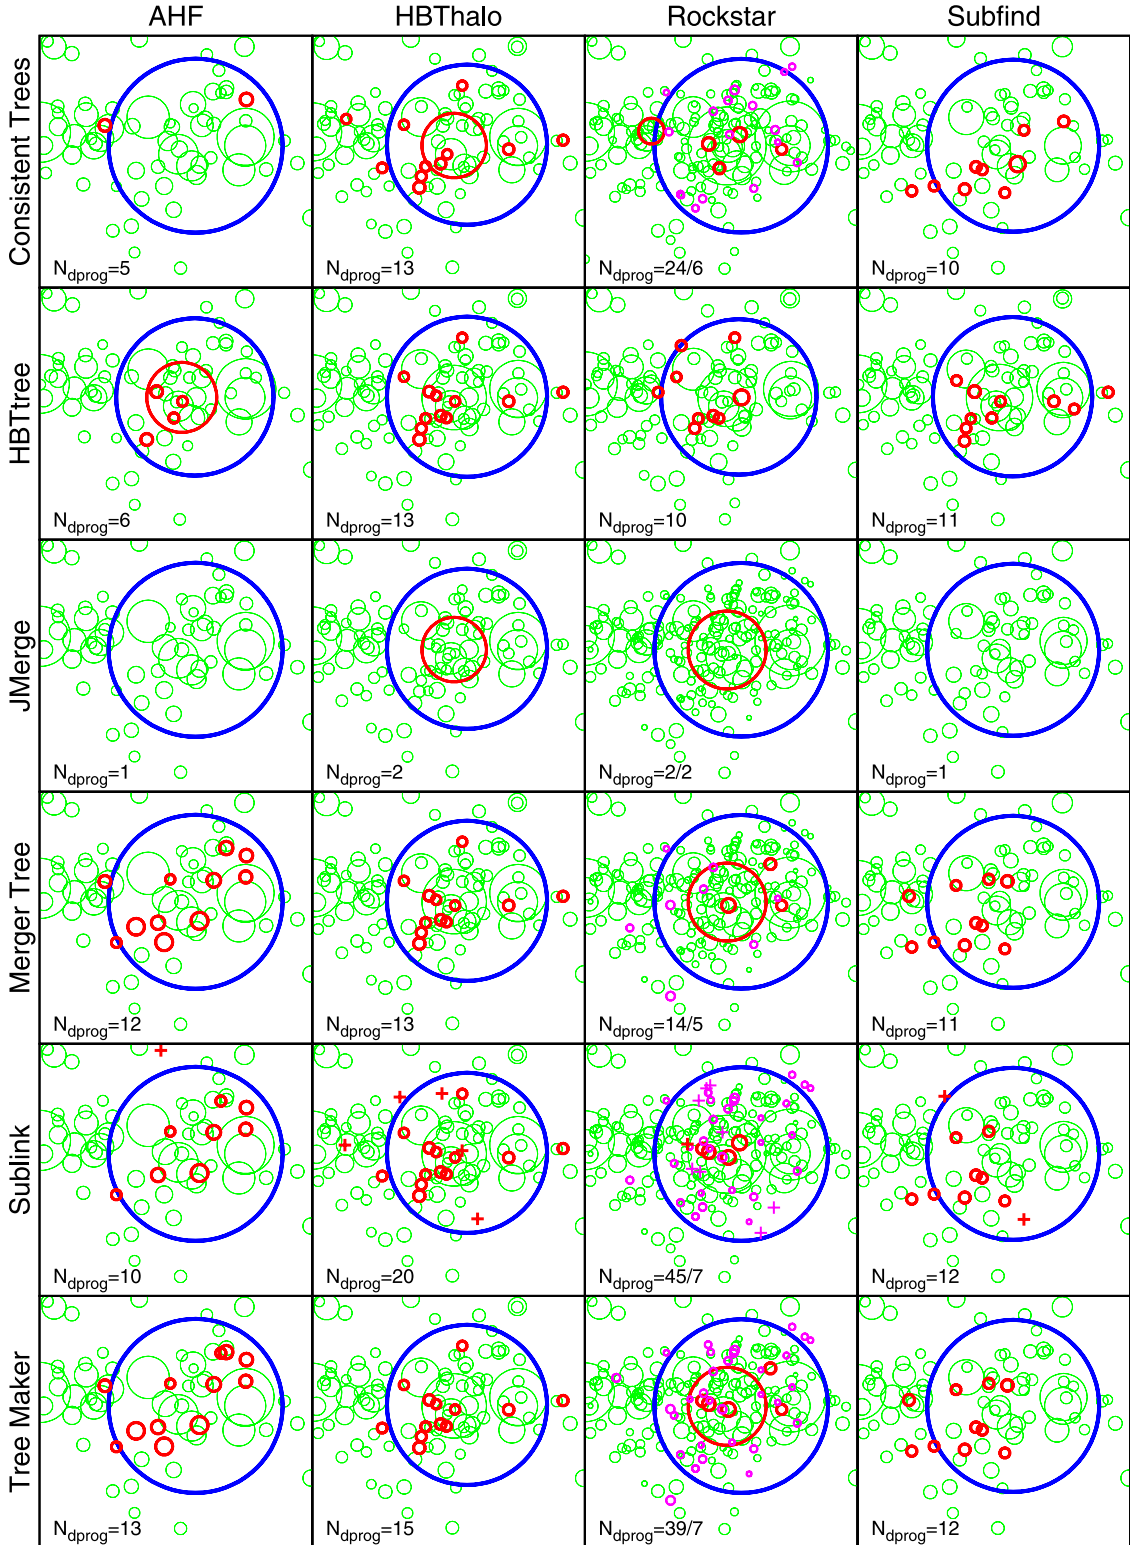 AHF HBThalo Rockstar Subfind
Consistent Trees
N_dprog=5 N_dprog=13 N_dprog=24/6 N_dprog=10
HBTtree
N_dprog=6 N_dprog=13 N_dprog=10 N_dprog=11
JMerge
N_dprog=1 N_dprog=2 N_dprog=2/2 N_dprog=1
Merger Tree
N_dprog=12 N_dprog=13 N_dprog=14/5 N_dprog=11
Sublink
N_dprog=10 N_dprog=20 N_dprog=45/7 N_dprog=12
Tree Maker
N_dprog=13 N_dprog=15 N_dprog=39/7 N_dprog=12